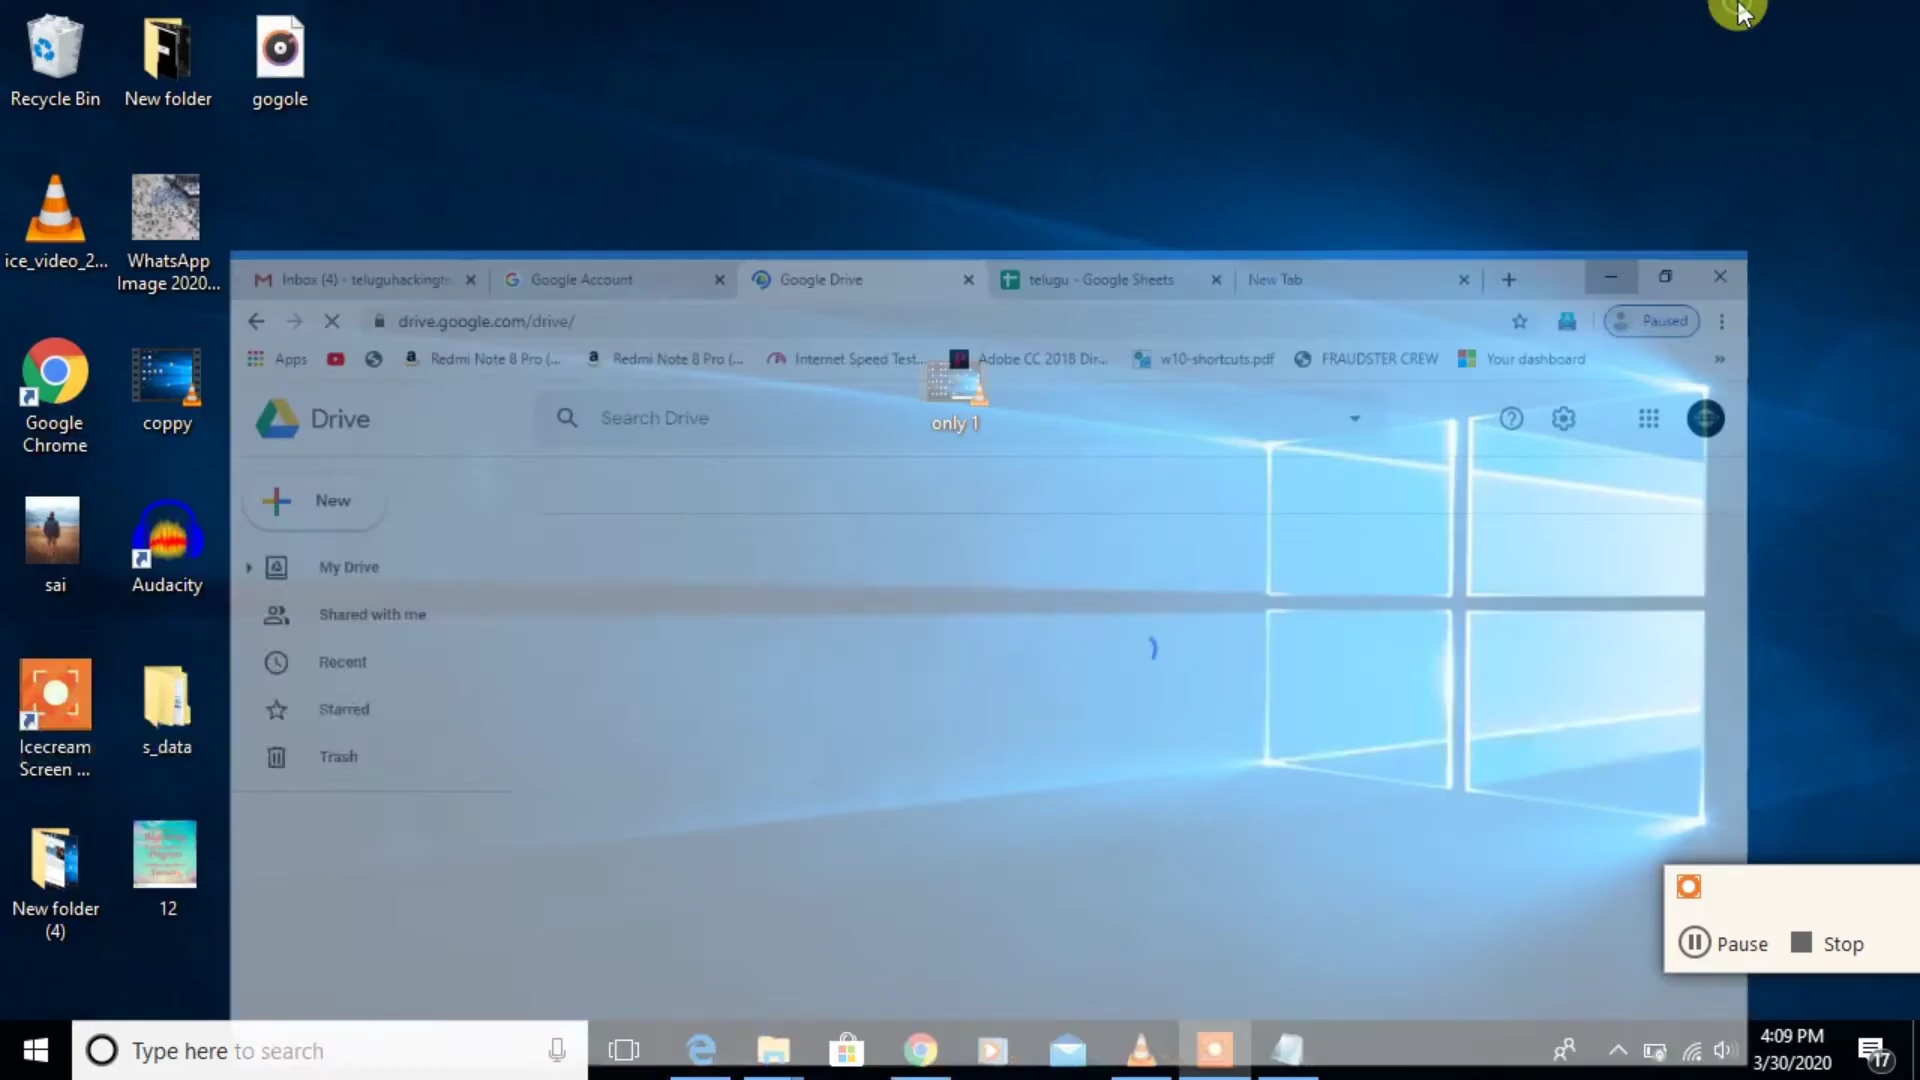 Recycle Bin
New folder
gogole
ice_video_2...
WhatsApp
Image 2020...
Google
Chrome
coppy
sai
Audacity
Icecream
Screen ...
s_data
New folder
(4)
12
Inbox (4) - teluguhackingt
Google Account
Google Drive
telugu - Google Sheets
New Tab
drive.google.com/drive/
Paused
Apps
Redmi Note 8 Pro (...
Redmi Note 8 Pro (...
Internet Speed Test...
Adobe CC 2018 Dir...
w10-shortcuts.pdf
FRAUDSTER CREW
Your dashboard
»
Drive
Search Drive
only 1
New
My Drive
Shared with me
Recent
Starred
Trash
Pause
Stop
Type here to search
4:09 PM
3/30/2020
17